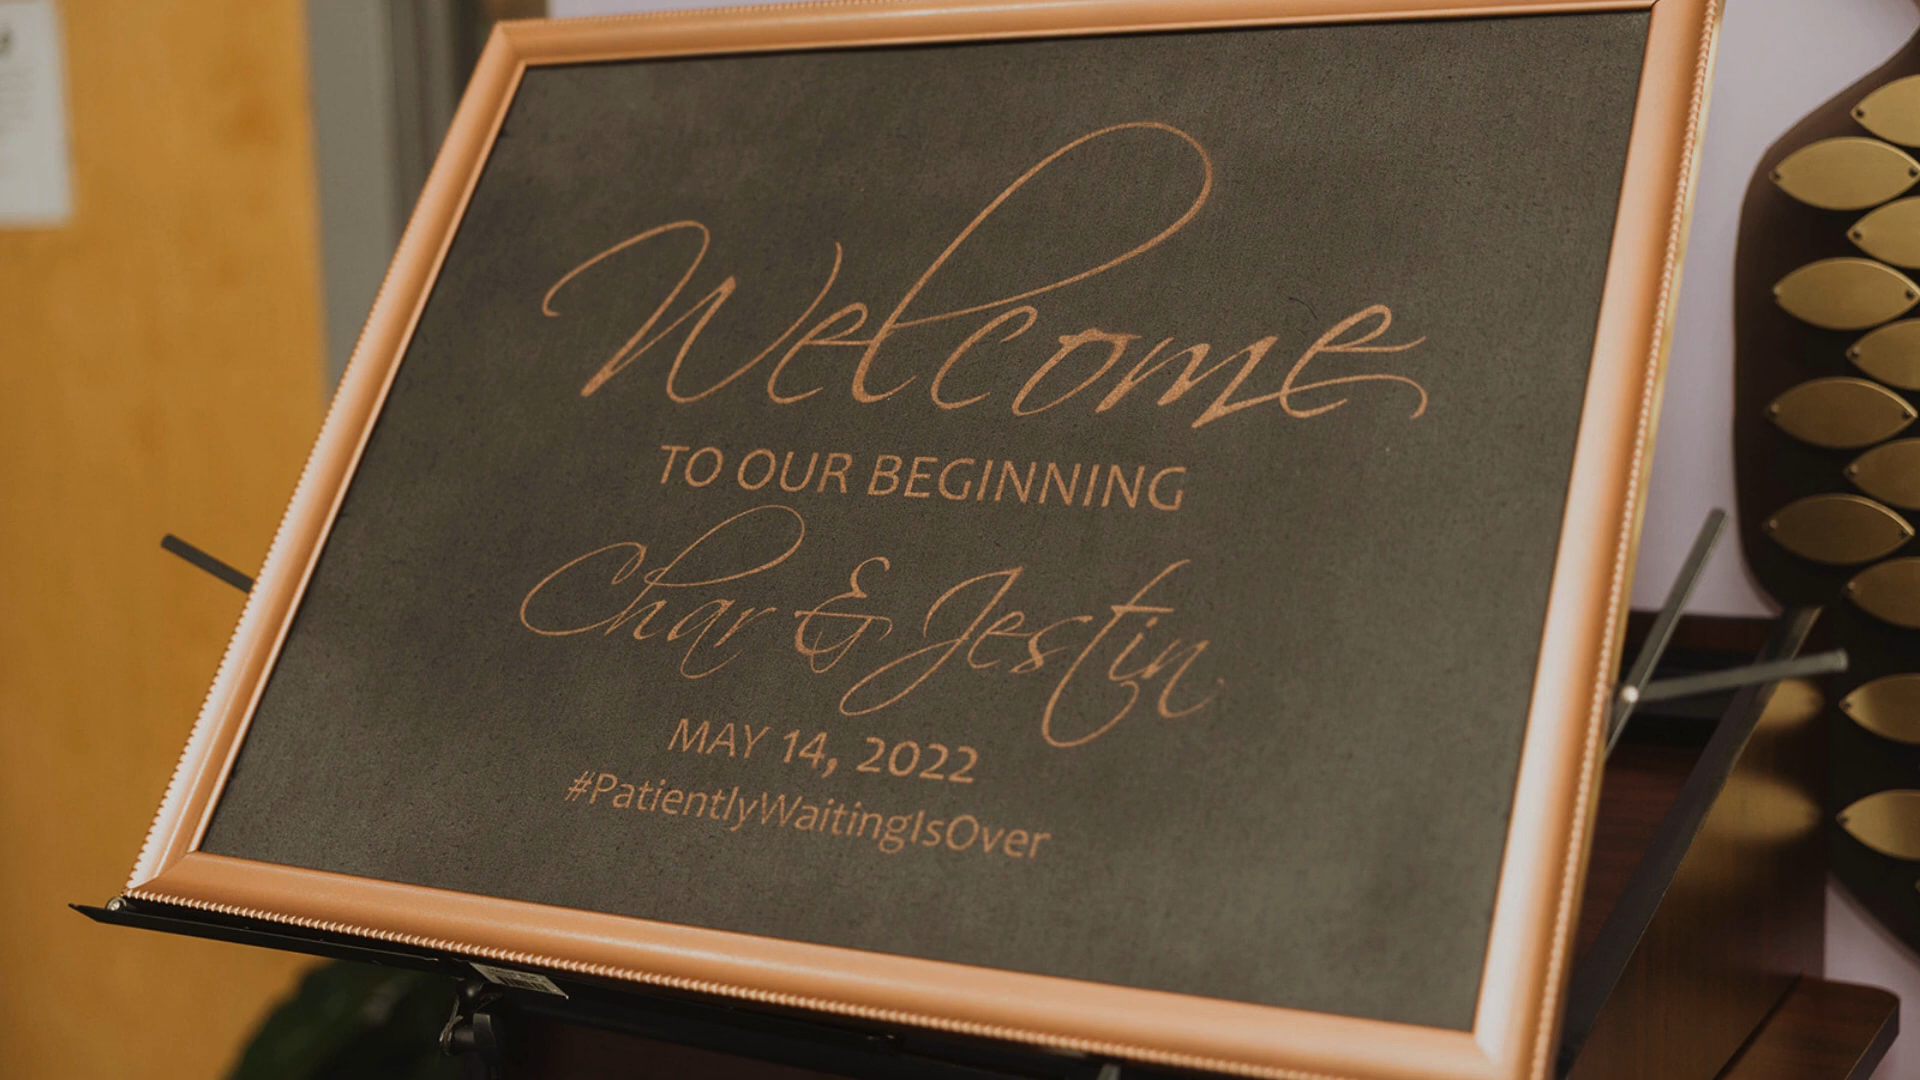 Welcome
TO OUR BEGINNING
Char & Jestin
MAY 14, 2022
#PatientlyWaitingIsOver